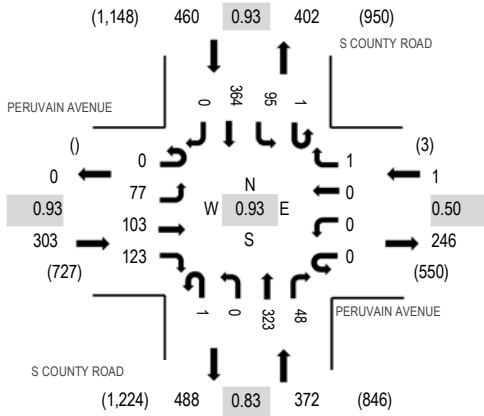 (1,148) 460 0.93 402 (950)
S COUNTY ROAD
PERUVAIN AVENUE
0 364 95 1
() (3)
0 0 1 1
77 N 0
0.93 W 0.93 E 0.50
103 0
303 S 246
123 0
(727) (550)
1 0 323 48
PERUVAIN AVENUE
S COUNTY ROAD
(1,224) 488 0.83 372 (846)